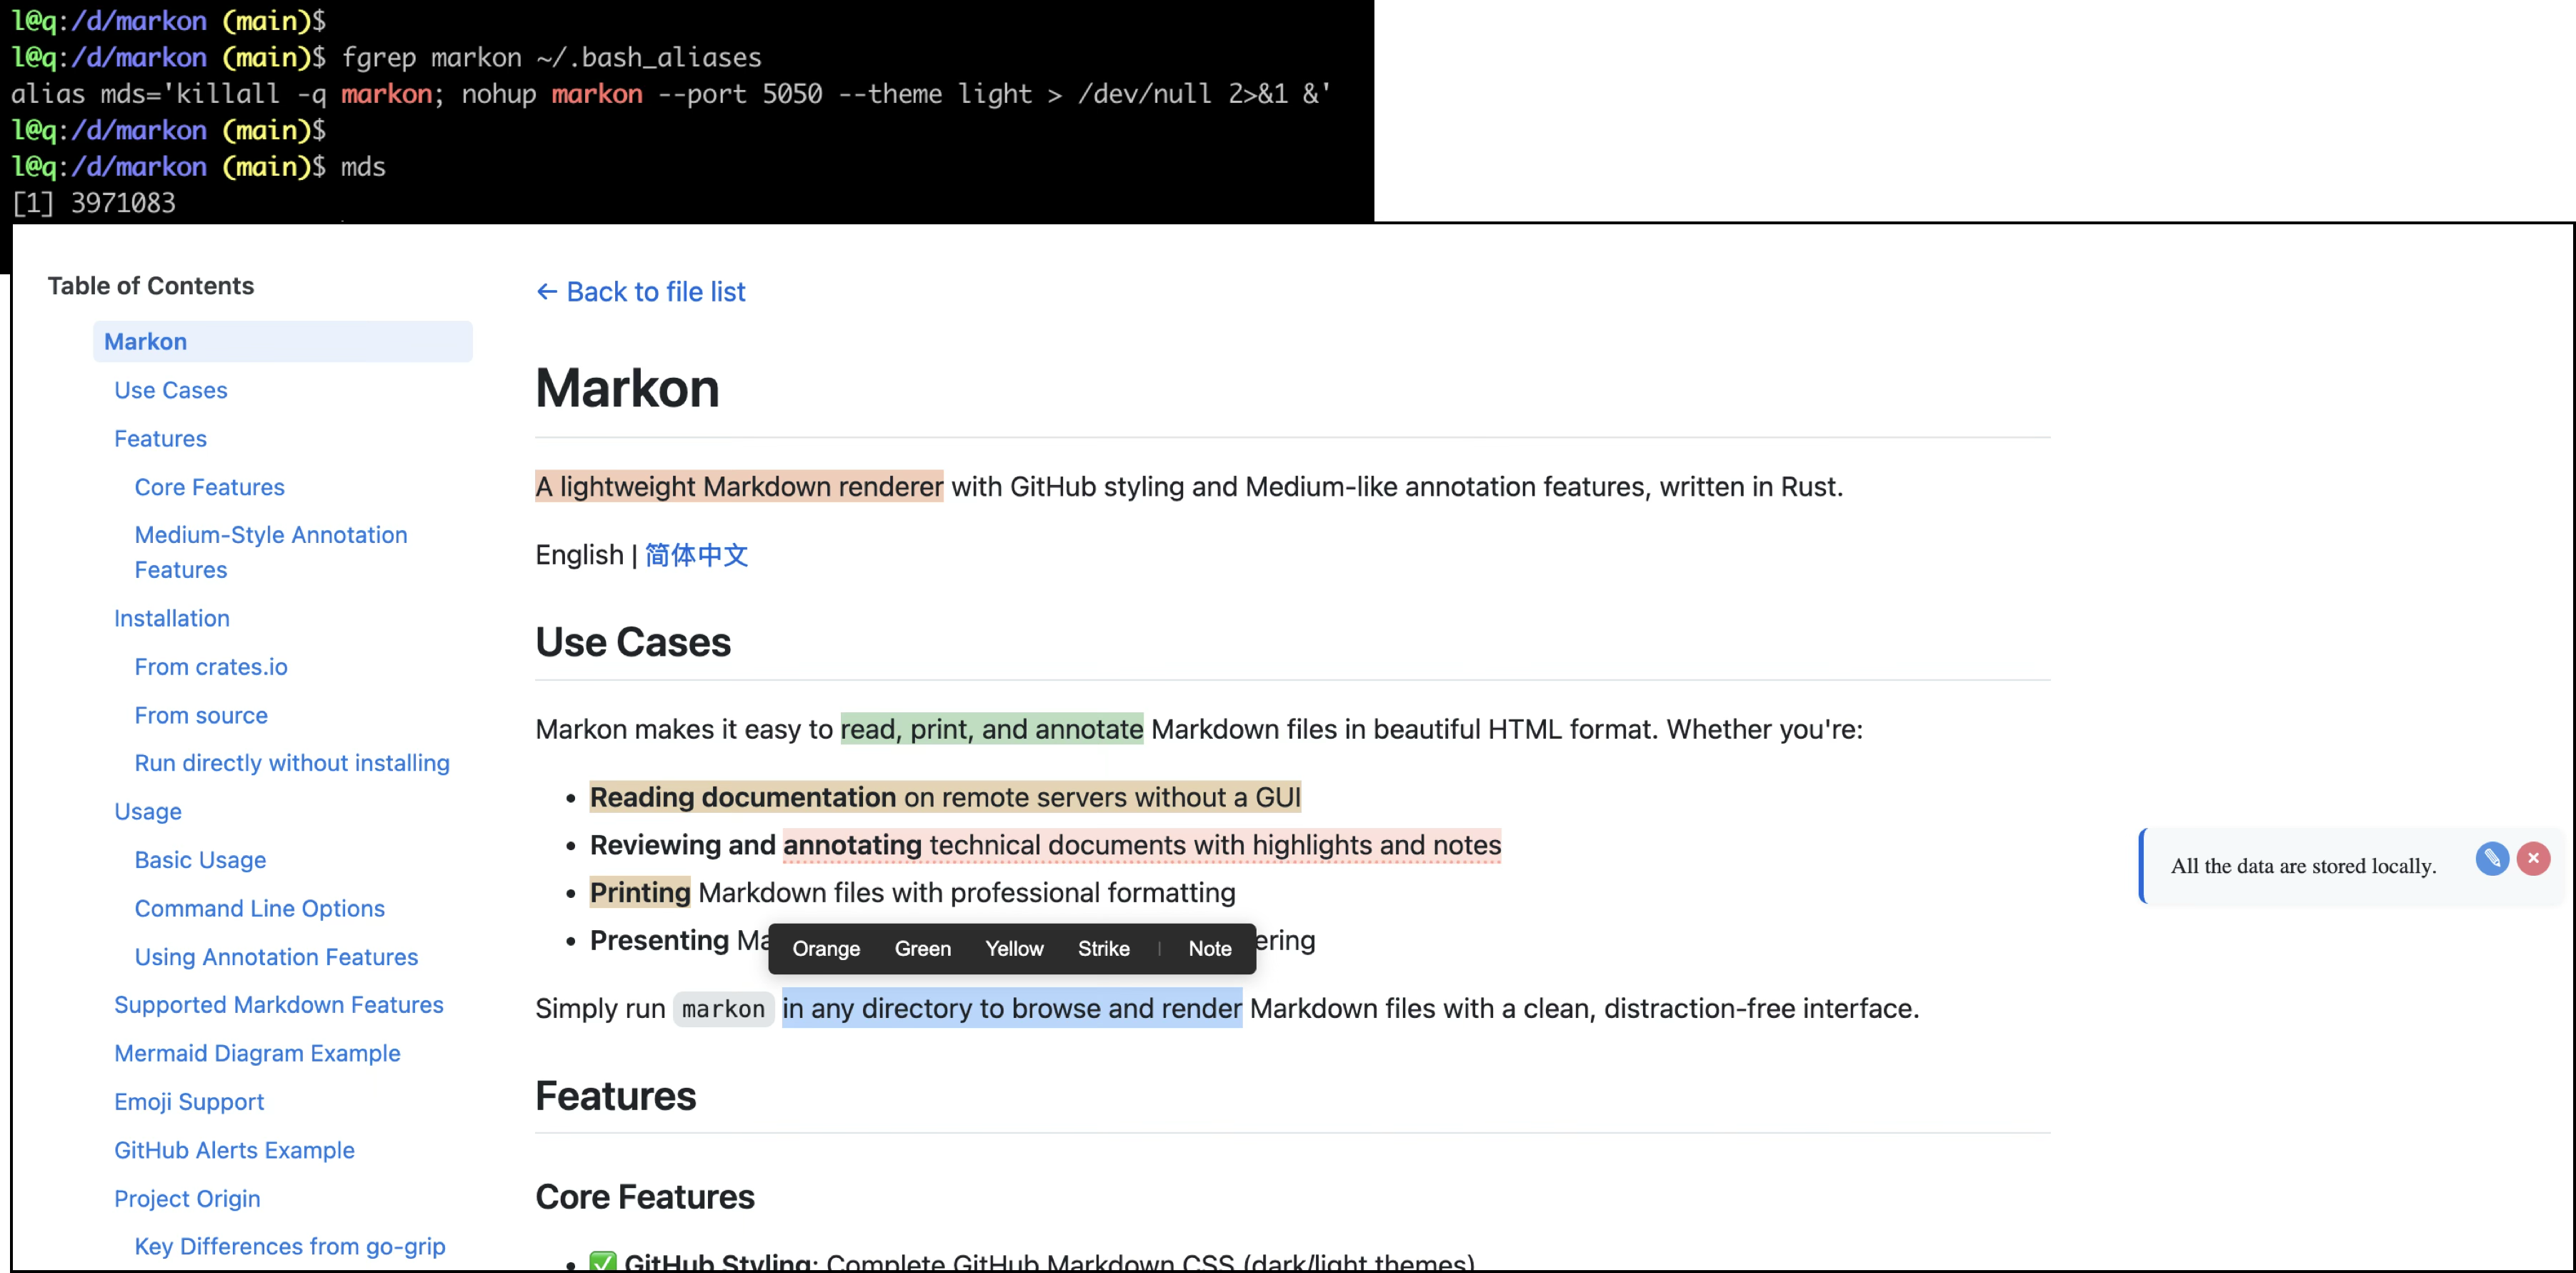 l@q:/d/markon (main)$
l@q:/d/markon (main)$ fgrep markon ~/.bash_aliases
alias mds='killall -q markon; nohup markon --port 5050 --theme light > /dev/null 2>&1 &'
l@q:/d/markon (main)$
l@q:/d/markon (main)$ mds
[1] 3971083
Table of Contents
Markon
Use Cases
Features
Core Features
Medium-Style Annotation
Features
Installation
From crates.io
From source
Run directly without installing
Usage
Basic Usage
Command Line Options
Using Annotation Features
Supported Markdown Features
Mermaid Diagram Example
Emoji Support
GitHub Alerts Example
Project Origin
Key Differences from go-grip
← Back to file list
Markon
A lightweight Markdown renderer with GitHub styling and Medium-like annotation features, written in Rust.
English | 简体中文
Use Cases
Markon makes it easy to read, print, and annotate Markdown files in beautiful HTML format. Whether you're:
• Reading documentation on remote servers without a GUI
• Reviewing and annotating technical documents with highlights and notes
• Printing Markdown files with professional formatting
• Presenting Ma
ering
Orange Green Yellow Strike | Note
Simply run markon in any directory to browse and render Markdown files with a clean, distraction-free interface.
Features
Core Features
• ✅ GitHub Styling: Complete GitHub Markdown CSS (dark/light themes)
All the data are stored locally.